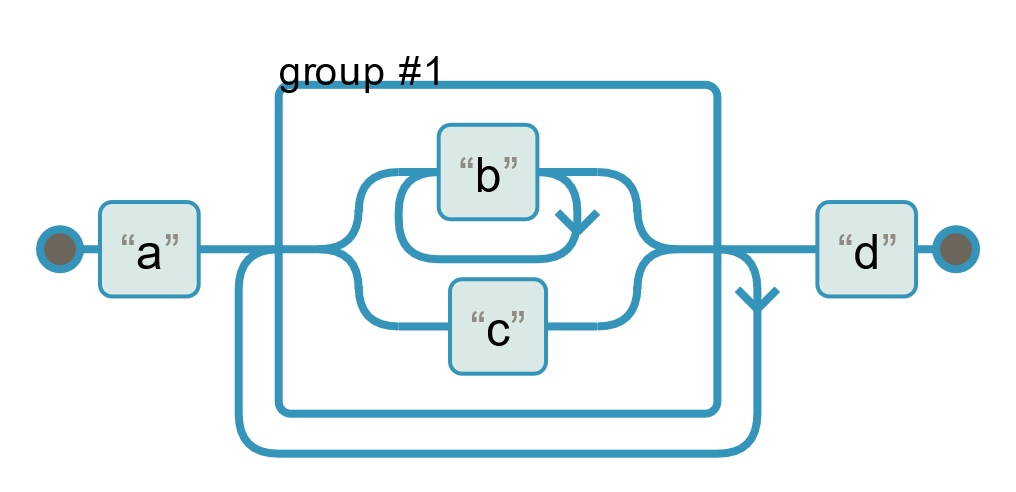 group #1
“b”
“a”
“d”
“c”